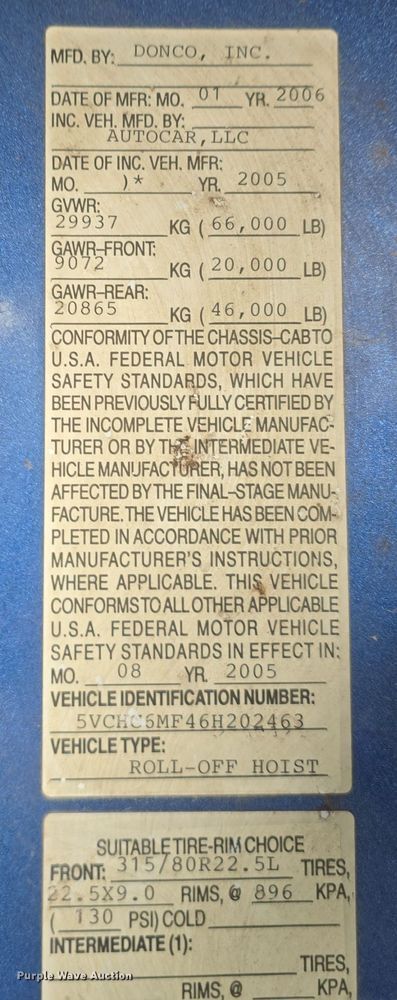 MFD. BY: DONCO, INC.
DATE OF MFR: MO. 01 YR. 2006
INC. VEH. MFD. BY:
AUTOCAR, LLC
DATE OF INC. VEH. MFR:
MO. )* YR. 2005
GVWR:
29937 KG ( 66,000 LB)
GAWR-FRONT:
9072 KG ( 20,000 LB)
GAWR-REAR:
20865 KG ( 46,000 LB)
CONFORMITY OF THE CHASSIS-CAB TO
U.S.A. FEDERAL MOTOR VEHICLE
SAFETY STANDARDS, WHICH HAVE
BEEN PREVIOUSLY FULLY CERTIFIED BY
THE INCOMPLETE VEHICLE MANUFAC-
TURER OR BY THE INTERMEDIATE VE-
HICLE MANUFACTURER, HAS NOT BEEN
AFFECTED BY THE FINAL-STAGE MANU-
FACTURE. THE VEHICLE HAS BEEN COM-
PLETED IN ACCORDANCE WITH PRIOR
MANUFACTURER'S INSTRUCTIONS,
WHERE APPLICABLE. THIS VEHICLE
CONFORMS TO ALL OTHER APPLICABLE
U.S.A. FEDERAL MOTOR VEHICLE
SAFETY STANDARDS IN EFFECT IN:
MO. 08 YR. 2005
VEHICLE IDENTIFICATION NUMBER:
5VCHC6MF46H202463
VEHICLE TYPE:
ROLL-OFF HOIST
SUITABLE TIRE-RIM CHOICE
FRONT: 315/80R22.5L TIRES,
22.5X9.0 RIMS, @ 896 KPA,
( 130 PSI) COLD
INTERMEDIATE (1):
TIRES,
RIMS, @ KPA,
Purple Wave Auction